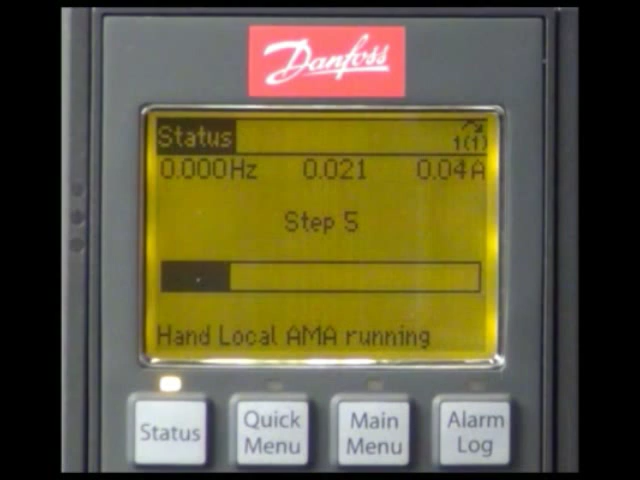 Danfoss
Status 1(1)
0.000Hz 0.021 0.04A
Step 5
Hand Local AMA running
Status Quick Menu Main Menu Alarm Log